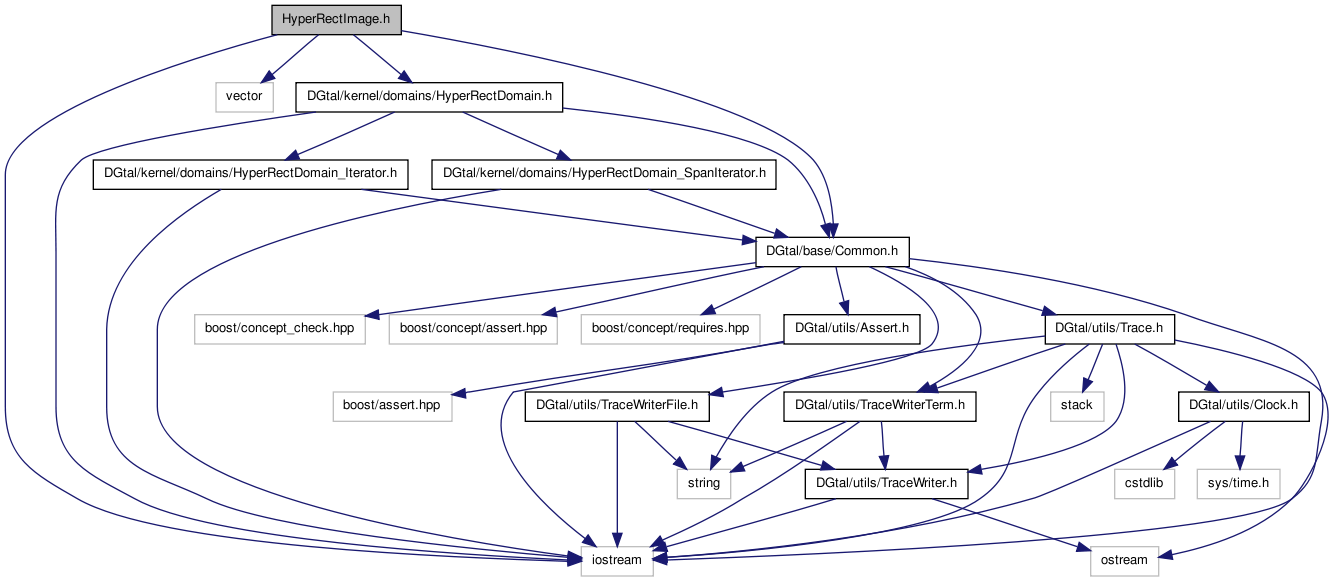 HyperRectImage.h
vector
DGtal/kernel/domains/HyperRectDomain.h
DGtal/kernel/domains/HyperRectDomain_Iterator.h
DGtal/kernel/domains/HyperRectDomain_SpanIterator.h
DGtal/base/Common.h
boost/concept_check.hpp
boost/concept/assert.hpp
boost/concept/requires.hpp
DGtal/utils/Assert.h
DGtal/utils/Trace.h
boost/assert.hpp
DGtal/utils/TraceWriterFile.h
DGtal/utils/TraceWriterTerm.h
stack
DGtal/utils/Clock.h
string
DGtal/utils/TraceWriter.h
cstdlib
sys/time.h
iostream
ostream